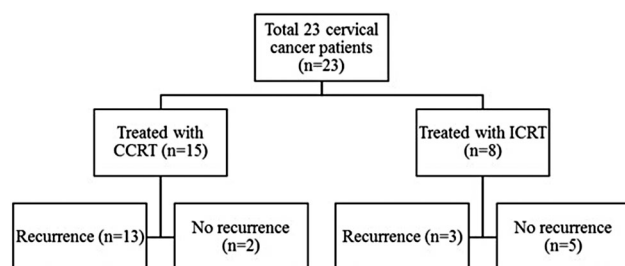 Total 23 cervical
cancer patients
(n=23)
Treated with
CCRT (n=15)
Treated with ICRT
(n=8)
Recurrence (n=13)
No recurrence
(n=2)
Recurrence (n=3)
No recurrence
(n=5)